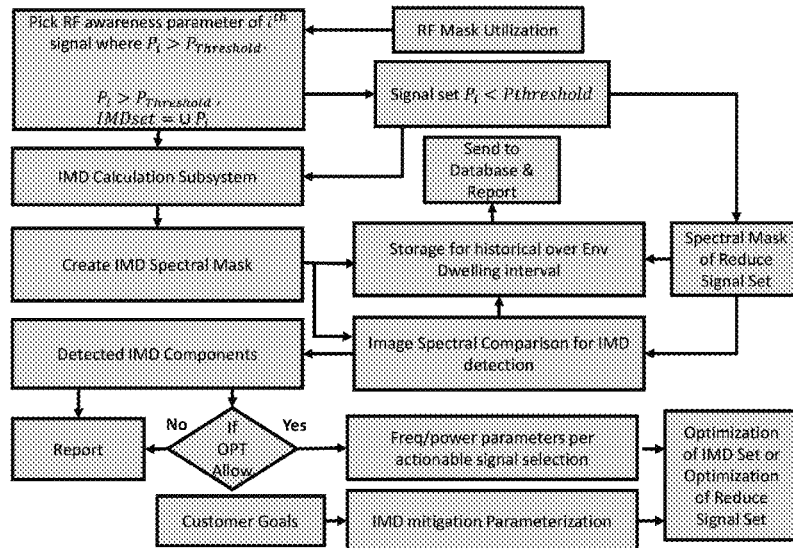 Pick RF awareness parameter of i^th
signal where P_i > P_Threshold.
P_i > P_Threshold ,
IMDset = ∪ P_i
RF Mask Utilization
Signal set P_i < Pthreshold
IMD Calculation Subsystem
Send to
Database &
Report
Create IMD Spectral Mask
Storage for historical over Env
Dwelling interval
Spectral Mask
of Reduce
Signal Set
Detected IMD Components
Image Spectral Comparison for IMD
detection
No
Yes
Report
If
OPT
Allow
Freq/power parameters per
actionable signal selection
Optimization
of IMD Set or
Optimization
of Reduce
Signal Set
Customer Goals
IMD mitigation Parameterization